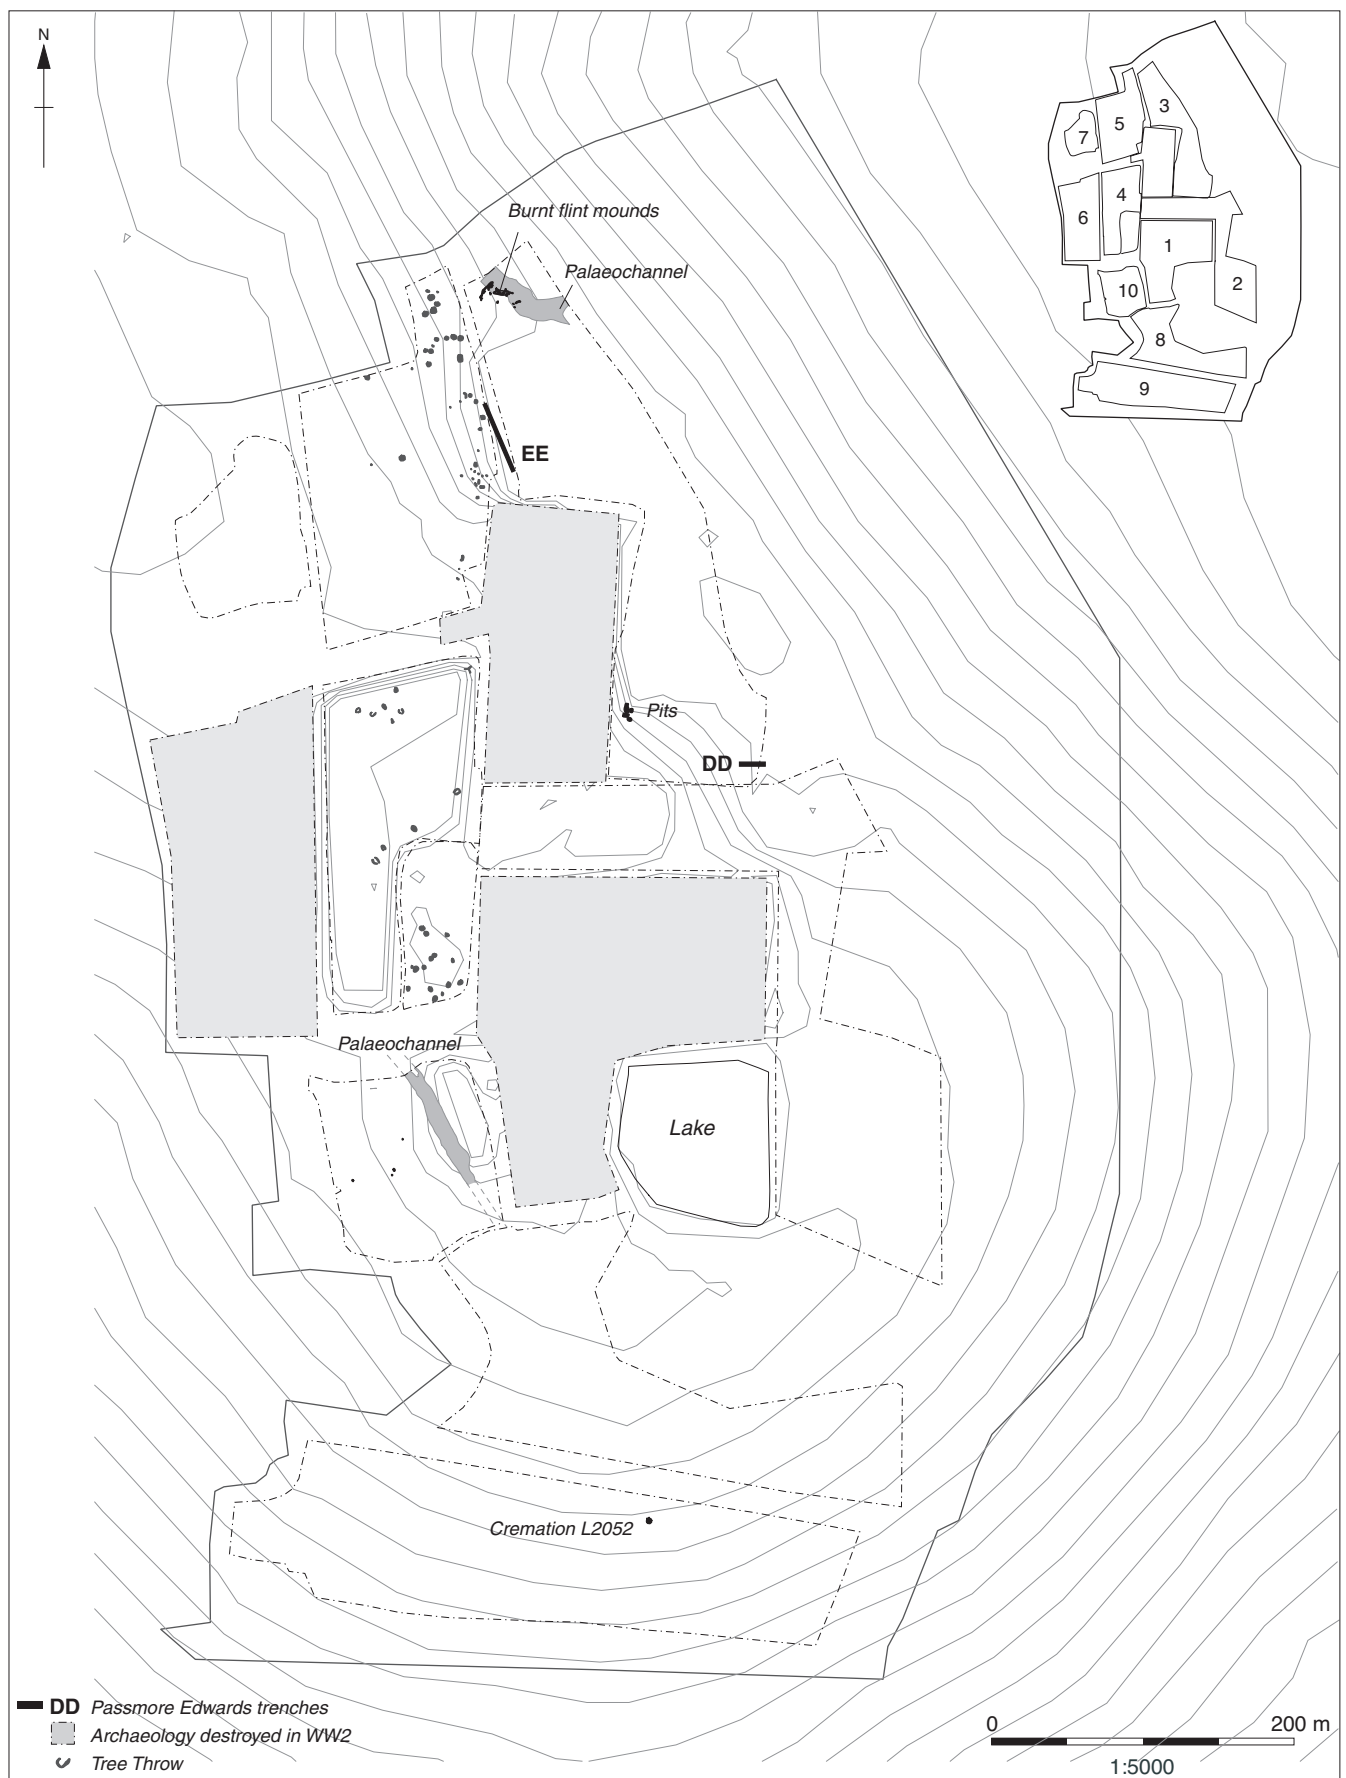 N
3
5
7
4
6
1
2
10
8
9
Burnt flint mounds
Palaeochannel
EE
Pits
DD
Palaeochannel
Lake
Cremation L2052
DD Passmore Edwards trenches
Archaeology destroyed in WW2
Tree Throw
0 200 m
1:5000